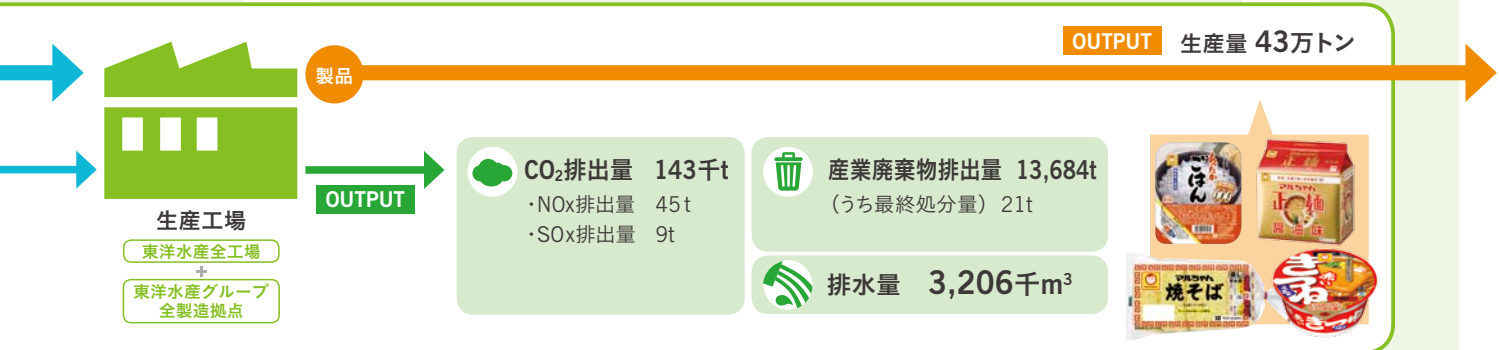 OUTPUT 生産量 43万トン
製品
OUTPUT
生産工場
東洋水産全工場
+
東洋水産グループ
全製造拠点
CO₂排出量 143千t
・NOx排出量 45t
・SOx排出量 9t
産業廃棄物排出量 13,684t
(うち最終処分量) 21t
排水量 3,206千m³
ごはん
正麺
マルちゃん
正麺
醤油味
マルちゃん
焼そば
赤い
きつね